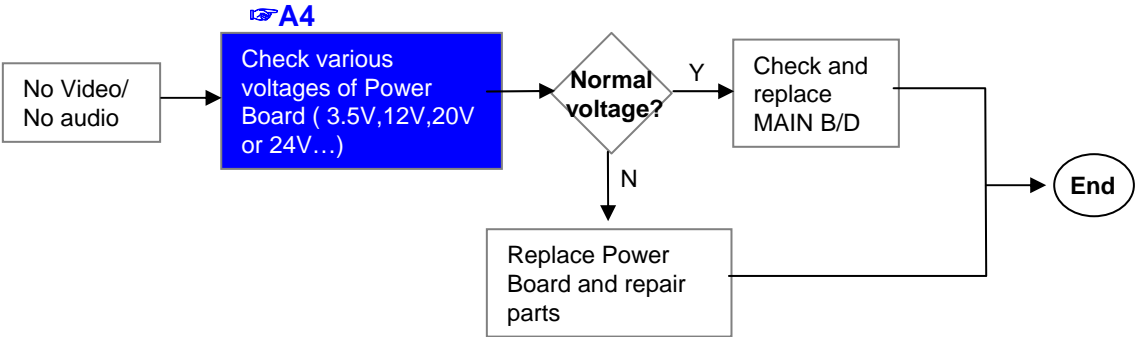 ☞A4
No Video/
No audio
Check various
voltages of Power
Board ( 3.5V,12V,20V
or 24V…)
Normal
voltage?
Y
Check and
replace
MAIN B/D
N
Replace Power
Board and repair
parts
End